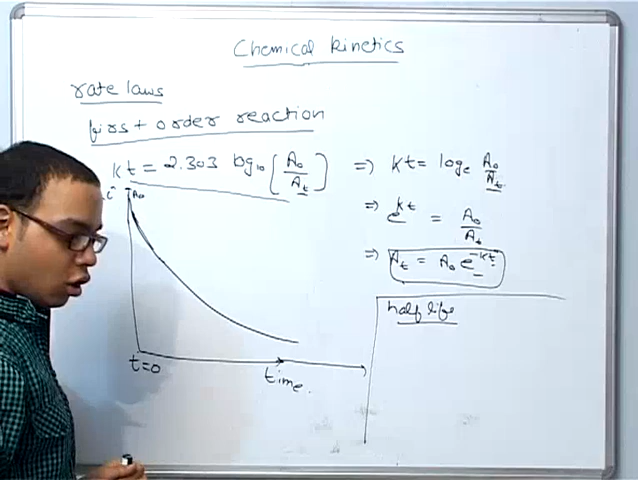 Chemical kinetics
rate laws
first order reaction
kt = 2.303 log₁₀ [A₀/Aₜ] ⇒ kt = logₑ A₀/Aₜ
⇒ e^kt = A₀/Aₜ
⇒ Aₜ = A₀ e^-kt
C A₀
half life
t=0
time.